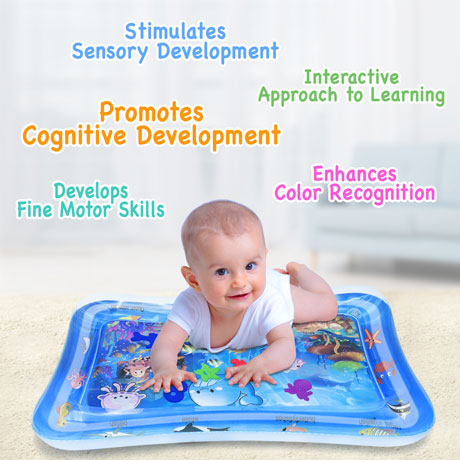 Stimulates
Sensory Development
Interactive
Approach to Learning
Promotes
Cognitive Development
Enhances
Color Recognition
Develops
Fine Motor Skills